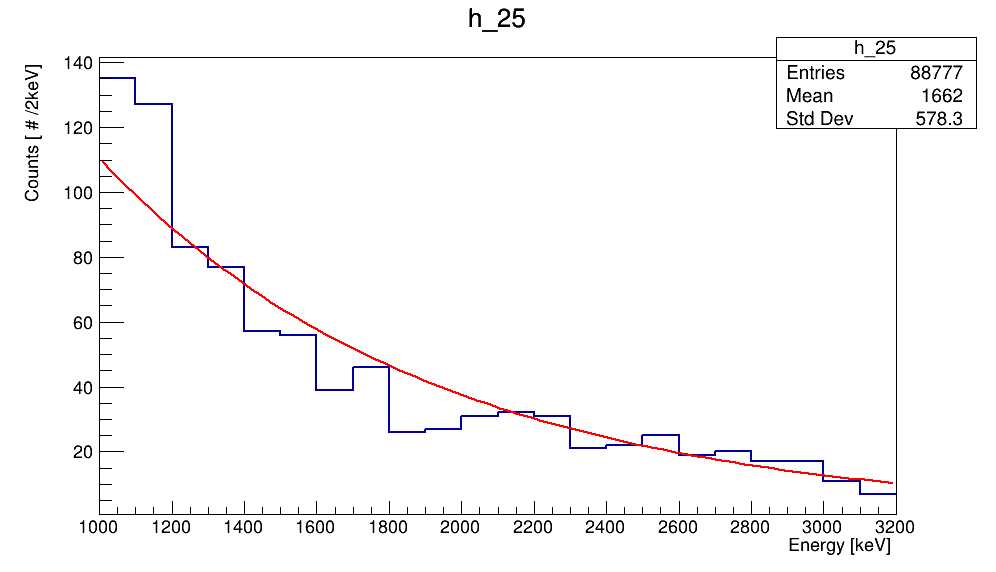 h_25
h_25
Entries 88777
Mean 1662
Std Dev 578.3
Counts [ # /2keV]
140
120
100
80
60
40
20
1000 1200 1400 1600 1800 2000 2200 2400 2600 2800 3000 3200
Energy [keV]